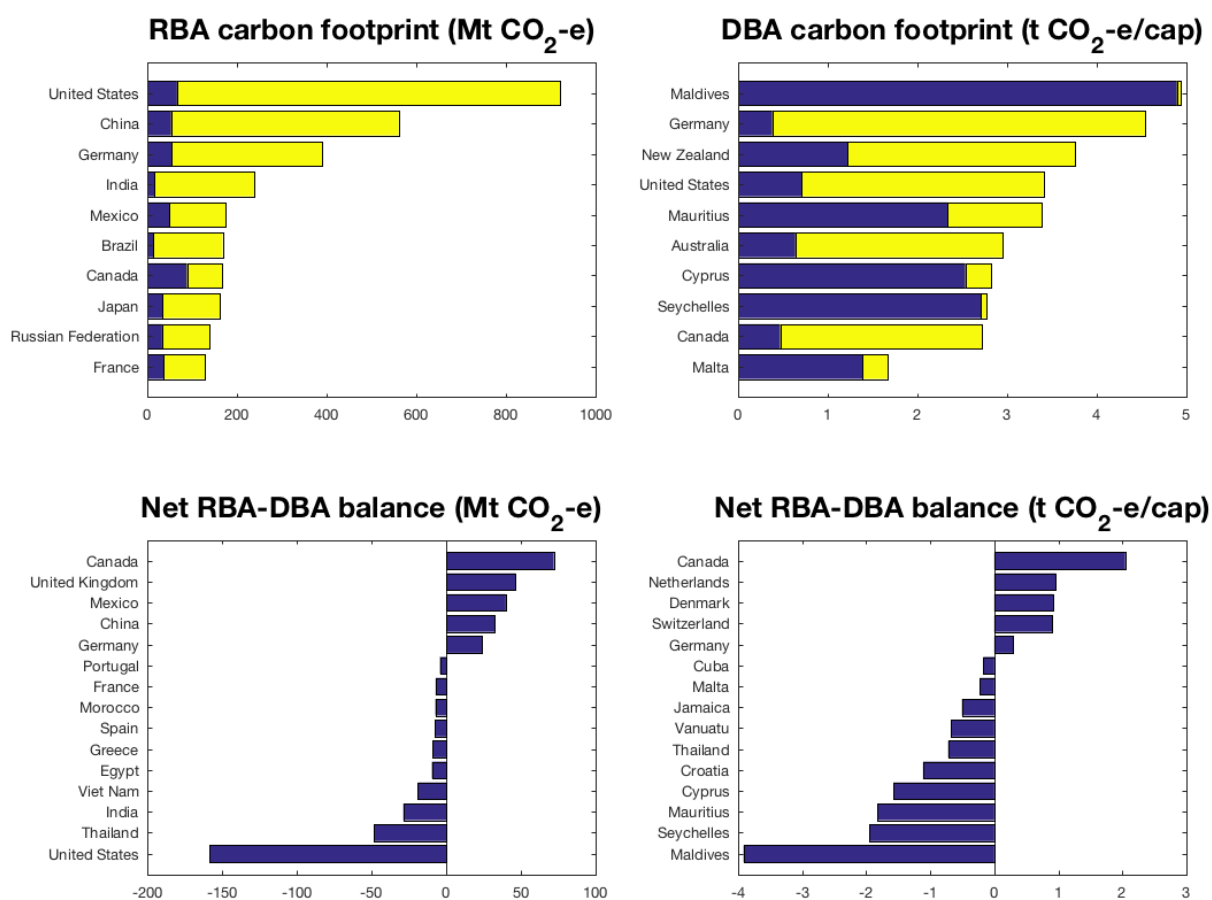 RBA carbon footprint (Mt CO2-e)
United States
China
Germany
India
Mexico
Brazil
Canada
Japan
Russian Federation
France
0 200 400 600 800 1000
DBA carbon footprint (t CO2-e/cap)
Maldives
Germany
New Zealand
United States
Mauritius
Australia
Cyprus
Seychelles
Canada
Malta
0 1 2 3 4 5
Net RBA-DBA balance (Mt CO2-e)
Canada
United Kingdom
Mexico
China
Germany
Portugal
France
Morocco
Spain
Greece
Egypt
Viet Nam
India
Thailand
United States
-200 -150 -100 -50 0 50 100
Net RBA-DBA balance (t CO2-e/cap)
Canada
Netherlands
Denmark
Switzerland
Germany
Cuba
Malta
Jamaica
Vanuatu
Thailand
Croatia
Cyprus
Mauritius
Seychelles
Maldives
-4 -3 -2 -1 0 1 2 3